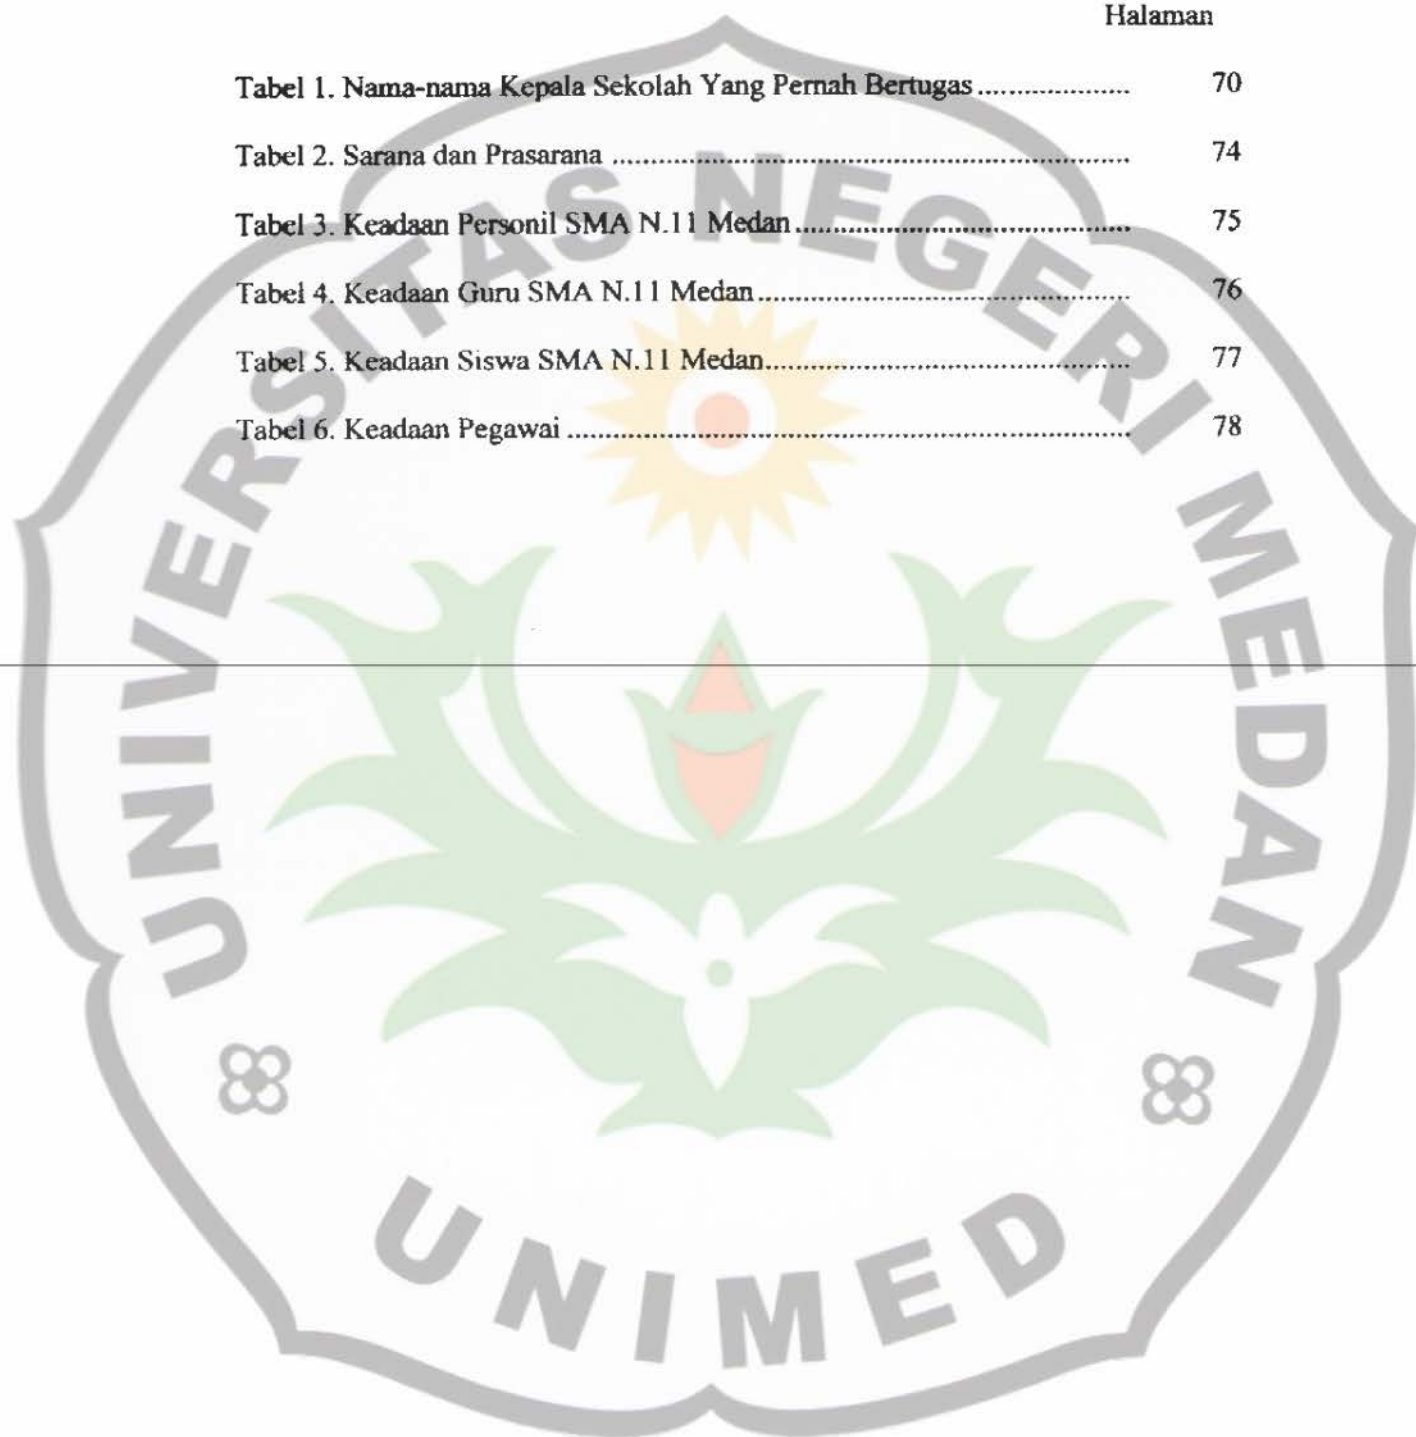 Halaman
Tabel 1. Nama-nama Kepala Sekolah Yang Pernah Bertugas.................... 70
Tabel 2. Sarana dan Prasarana .................................................................... 74
Tabel 3. Keadaan Personil SMA N.11 Medan............................................ 75
Tabel 4. Keadaan Guru SMA N.11 Medan................................................. 76
Tabel 5. Keadaan Siswa SMA N.11 Medan................................................ 77
Tabel 6. Keadaan Pegawai .......................................................................... 78
UNIVERSITAS NEGERI MEDAN
UNIMED